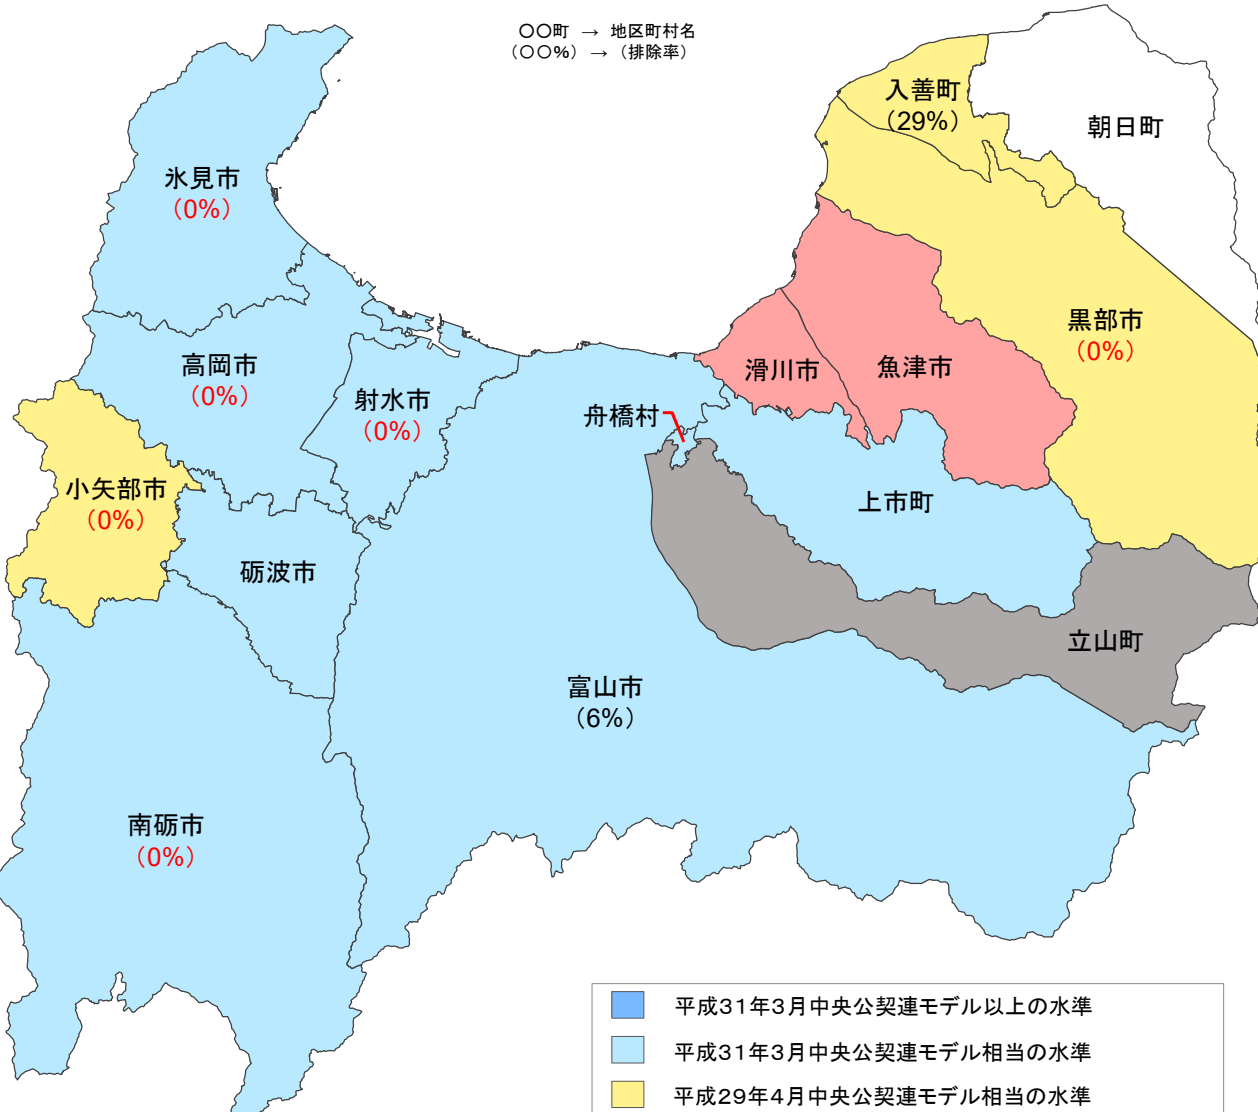 〇〇町 → 地区町村名
(〇〇%) → (排除率)
入善町
(29%)
朝日町
氷見市
(0%)
黒部市
(0%)
高岡市
(0%)
射水市
(0%)
滑川市
魚津市
舟橋村
小矢部市
(0%)
上市町
砺波市
立山町
富山市
(6%)
南砺市
(0%)
平成31年3月中央公契連モデル以上の水準
平成31年3月中央公契連モデル相当の水準
平成29年4月中央公契連モデル相当の水準